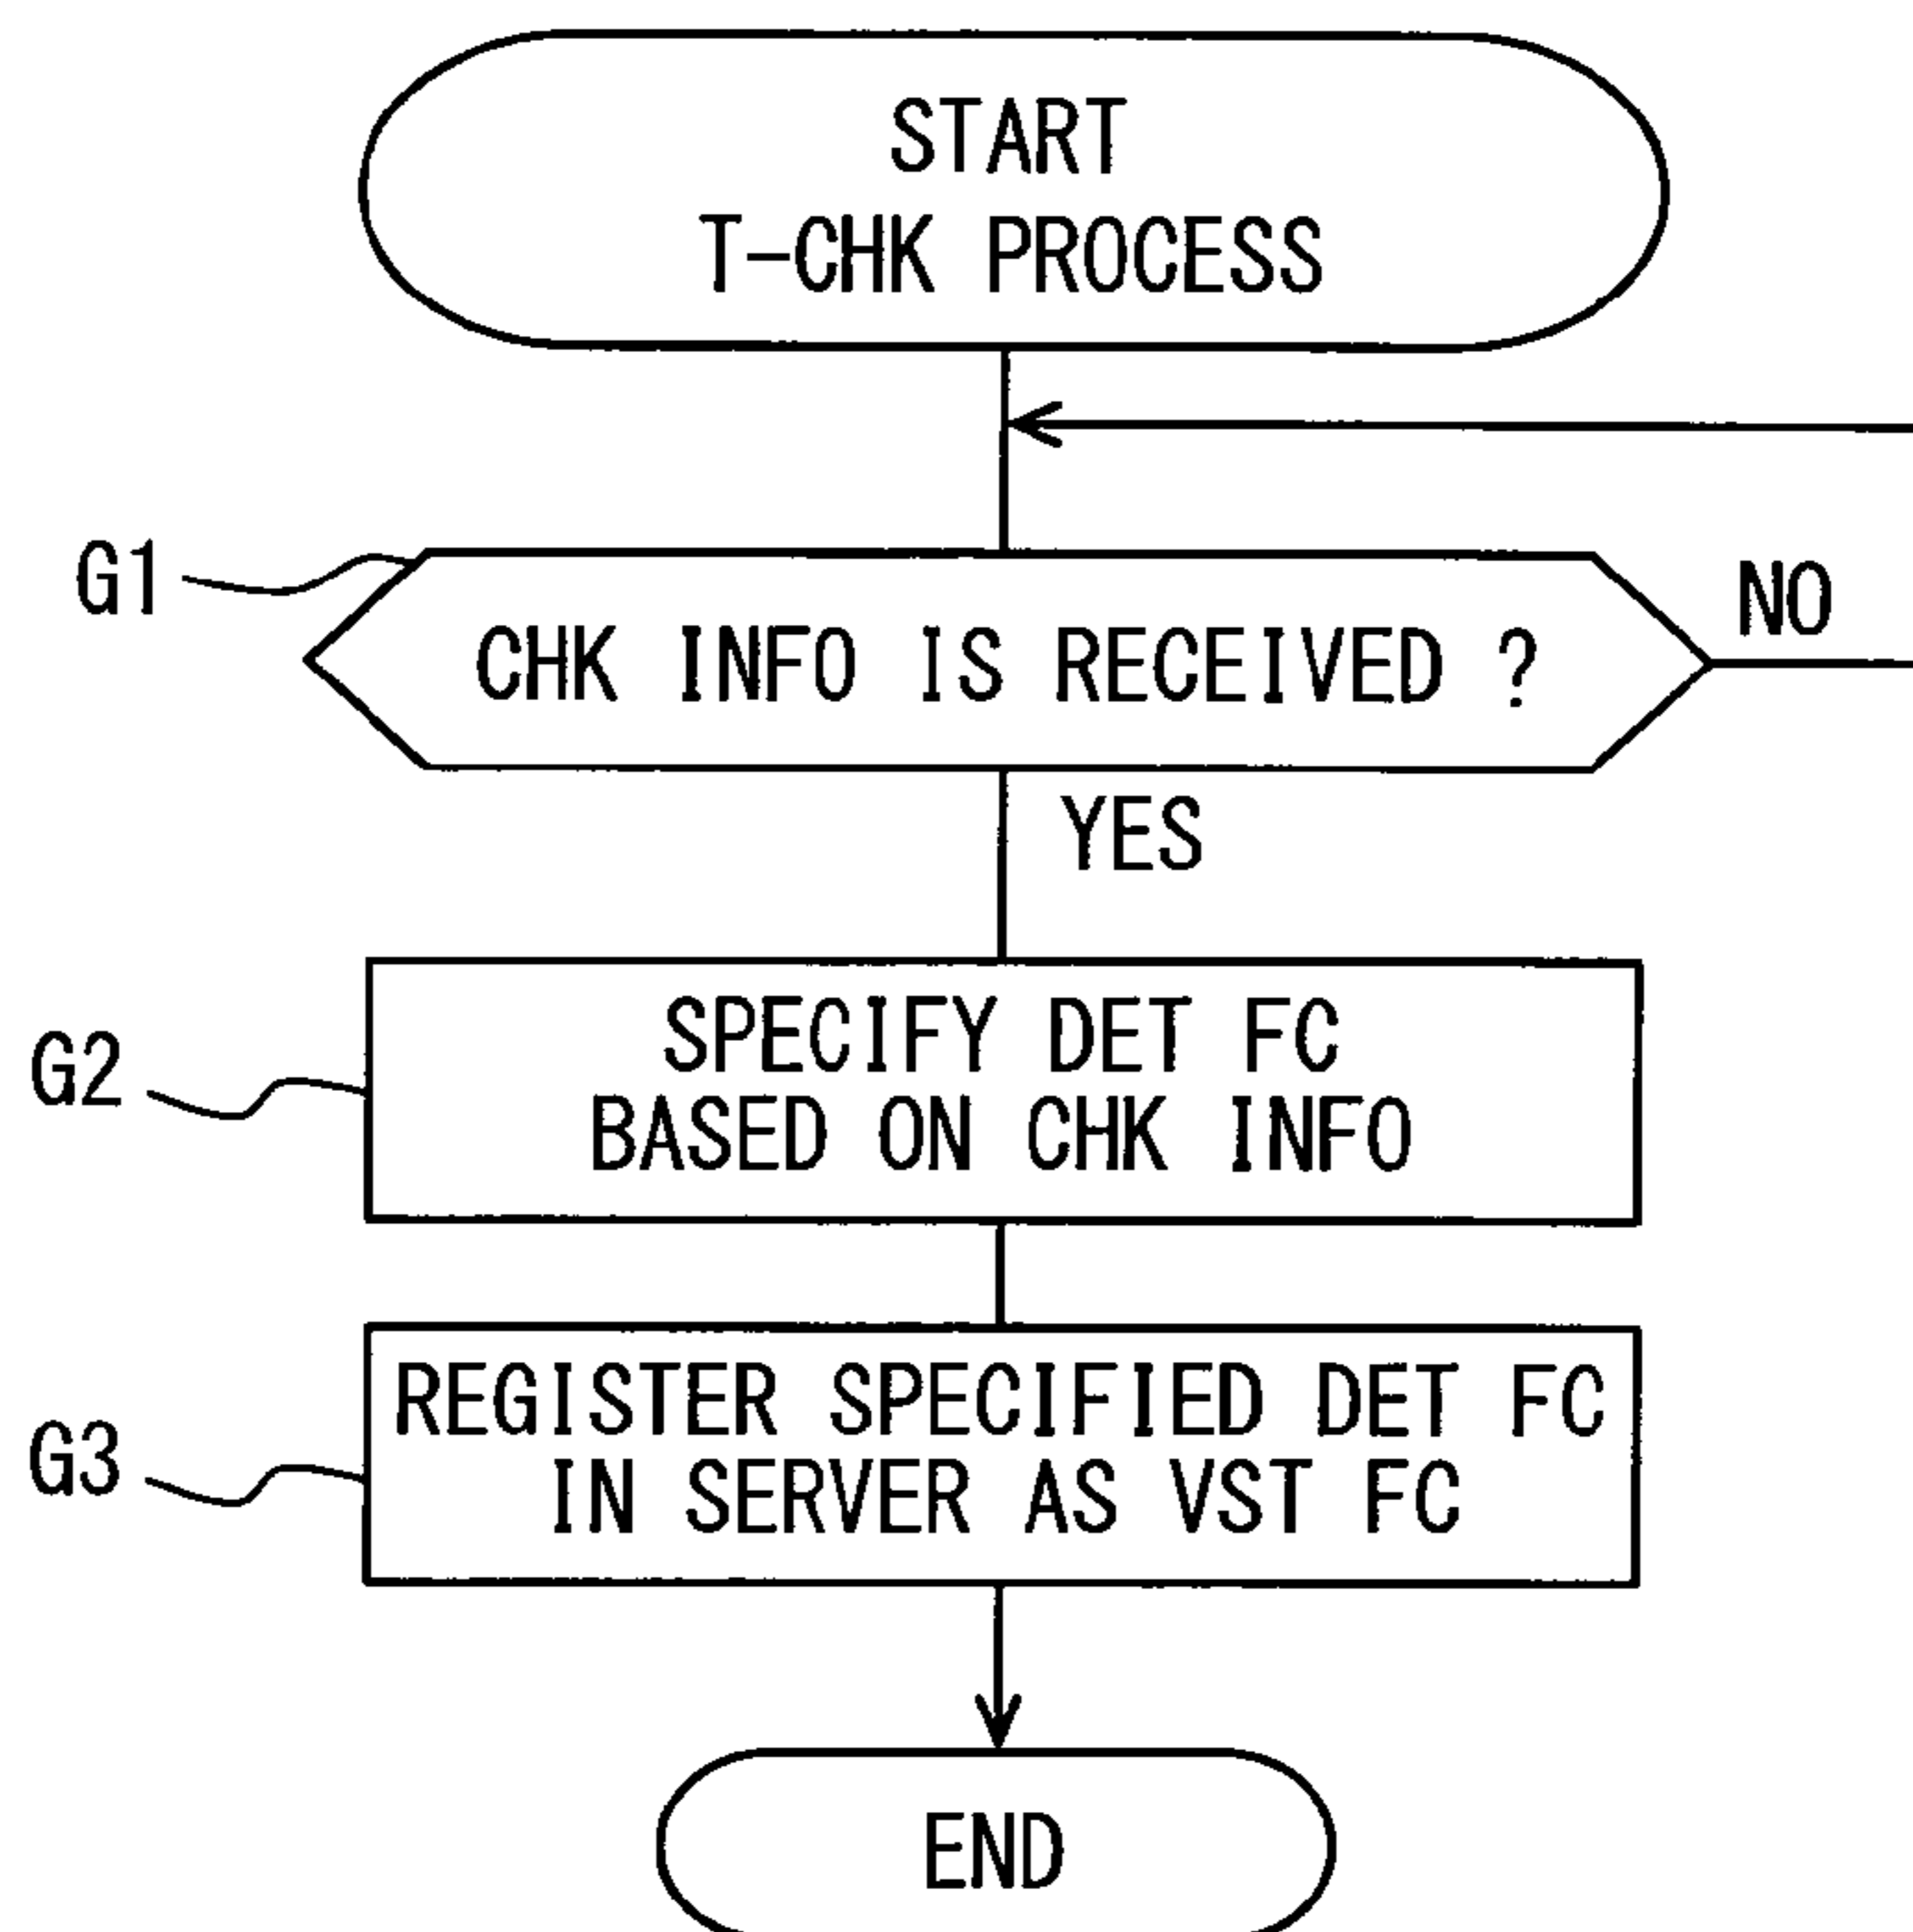 START
T-CHK PROCESS
G1
CHK INFO IS RECEIVED ?
NO
YES
G2
SPECIFY DET FC
BASED ON CHK INFO
G3
REGISTER SPECIFIED DET FC
IN SERVER AS VST FC
END